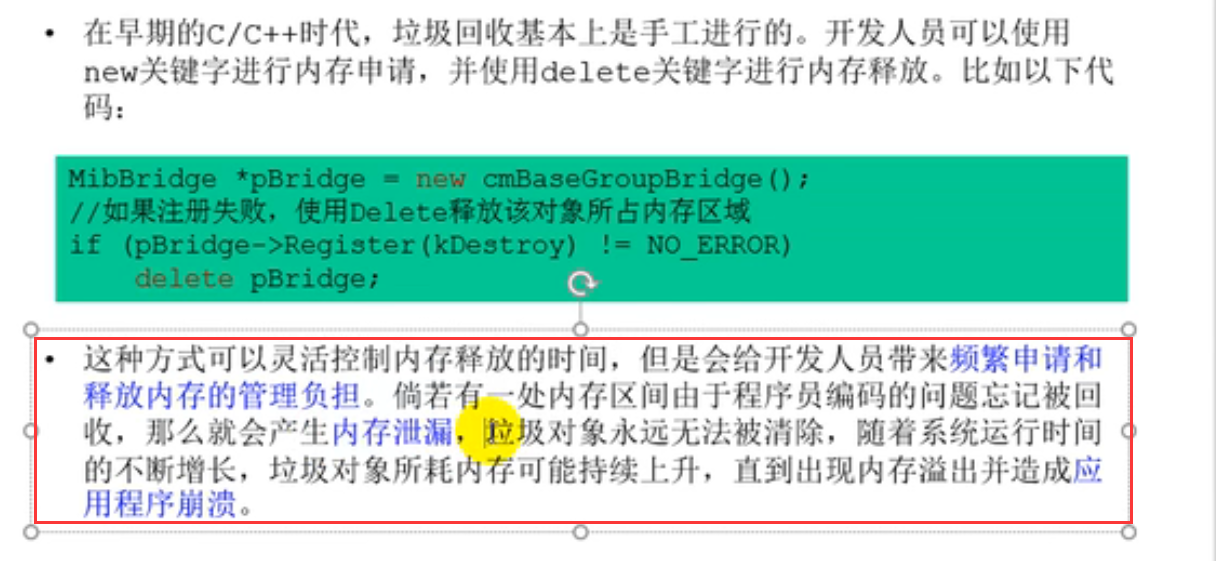 • 在早期的C/C++时代，垃圾回收基本上是手工进行的。开发人员可以使用
new关键字进行内存申请，并使用delete关键字进行内存释放。比如以下代
码：
MibBridge *pBridge = new cmBaseGroupBridge();
//如果注册失败，使用Delete释放该对象所占内存区域
if (pBridge->Register(kDestroy) != NO_ERROR)
    delete pBridge;
• 这种方式可以灵活控制内存释放的时间，但是会给开发人员带来频繁申请和
释放内存的管理负担。倘若有一处内存区间由于程序员编码的问题忘记被回
收，那么就会产生内存泄漏，垃圾对象永远无法被清除，随着系统运行时间
的不断增长，垃圾对象所耗内存可能持续上升，直到出现内存溢出并造成应
用程序崩溃。